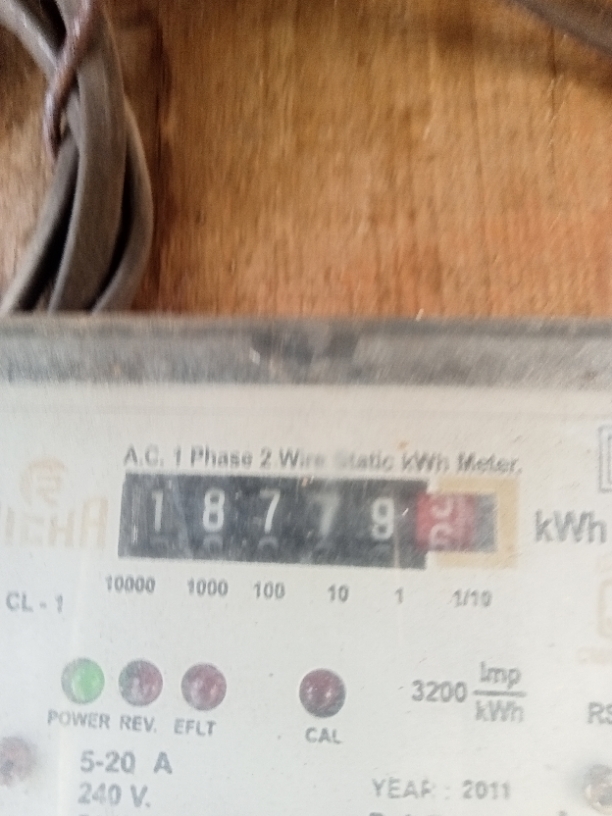 A.C. 1 Phase 2 Wire Static kWh Meter.
1 8 7 7 9
kWh
10000 1000 100 10 1 1/10
CL - 1
3200 Imp/kWh
POWER REV. EFLT
CAL
RS
5-20 A
240 V.
YEAR : 2011